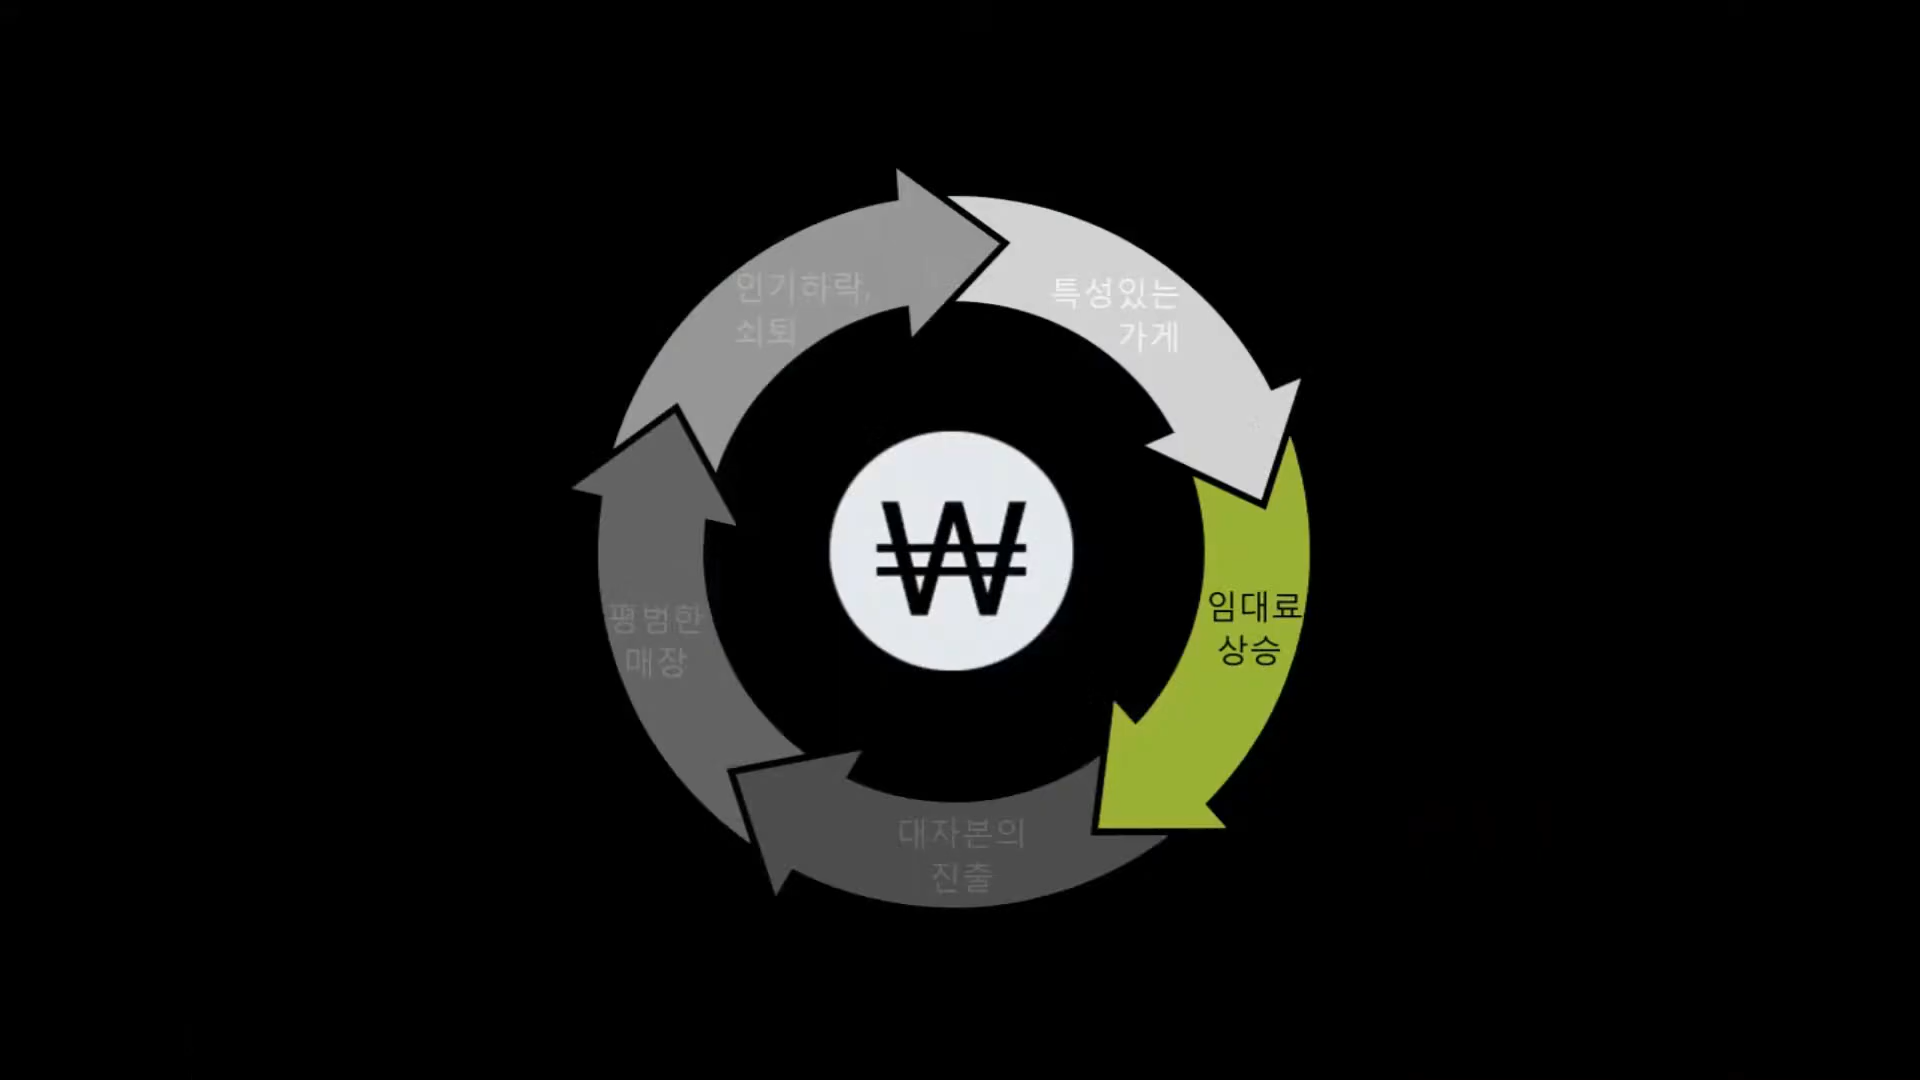 인기하락,
쇠퇴
특성있는
가게
₩
임대료
상승
평범한
매장
대자본의
진출